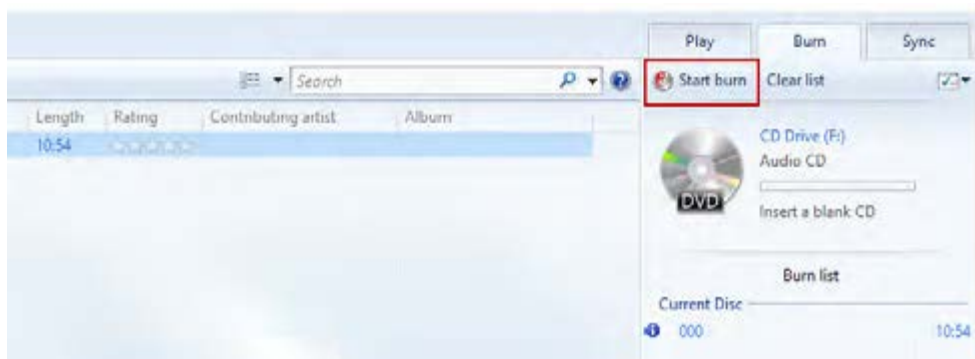 Play Burn Sync
Search
Start burn Clear list
Length Rating Contributing artist Album
10:54
CD Drive (F:)
Audio CD
DVD
Insert a blank CD
Burn list
Current Disc
000 10:54